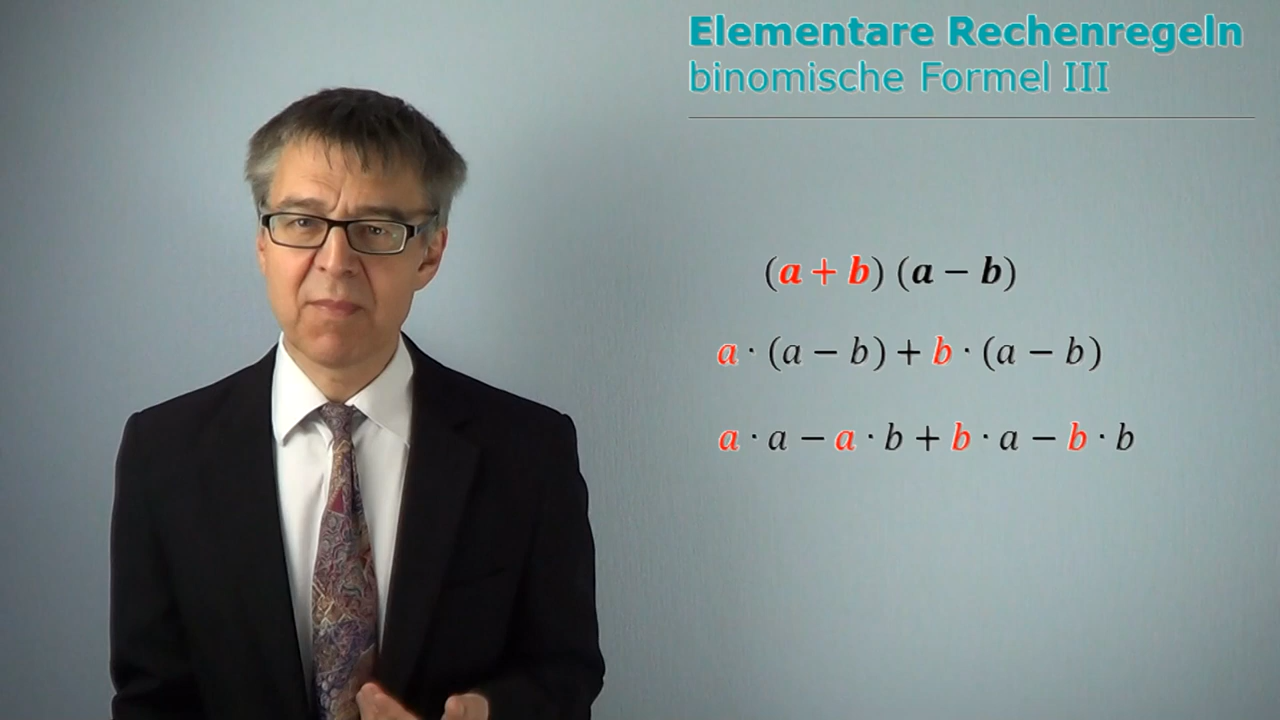 Elementare Rechenregeln
binomische Formel III
(a + b) (a − b)
a · (a − b) + b · (a − b)
a · a − a · b + b · a − b · b